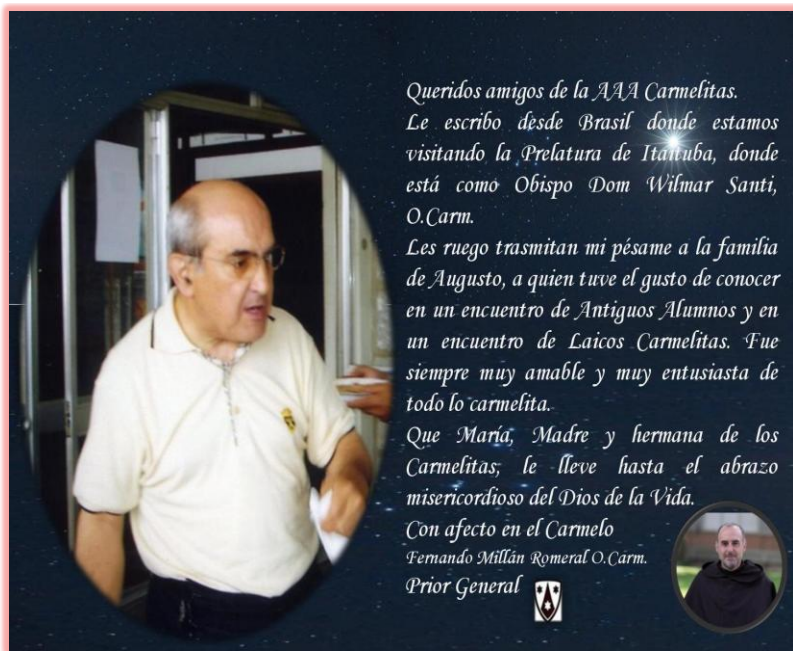 Queridos amigos de la AAA Carmelitas.
Le escribo desde Brasil donde estamos
visitando la Prelatura de Itaituba, donde
está como Obispo Dom Wilmar Santi,
O.Carm.
Les ruego trasmitan mi pésame a la familia
de Augusto, a quien tuve el gusto de conocer
en un encuentro de Antiguos Alumnos y en
un encuentro de Laicos Carmelitas. Fue
siempre muy amable y muy entusiasta de
todo lo carmelita.
Que María, Madre y hermana de los
Carmelitas, le lleve hasta el abrazo
misericordioso del Dios de la Vida.
Con afecto en el Carmelo
Fernando Millán Romeral O.Carm.
Prior General